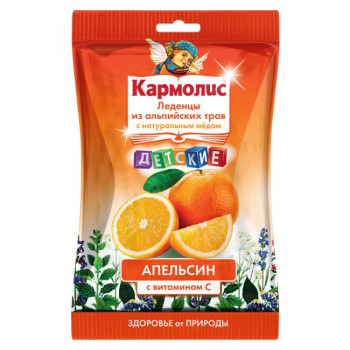 Кармолис
Леденцы
из альпийских трав
с натуральным мёдом
ДЕТСКИЕ
АПЕЛЬСИН
с витамином С
ЗДОРОВЬЕ от ПРИРОДЫ